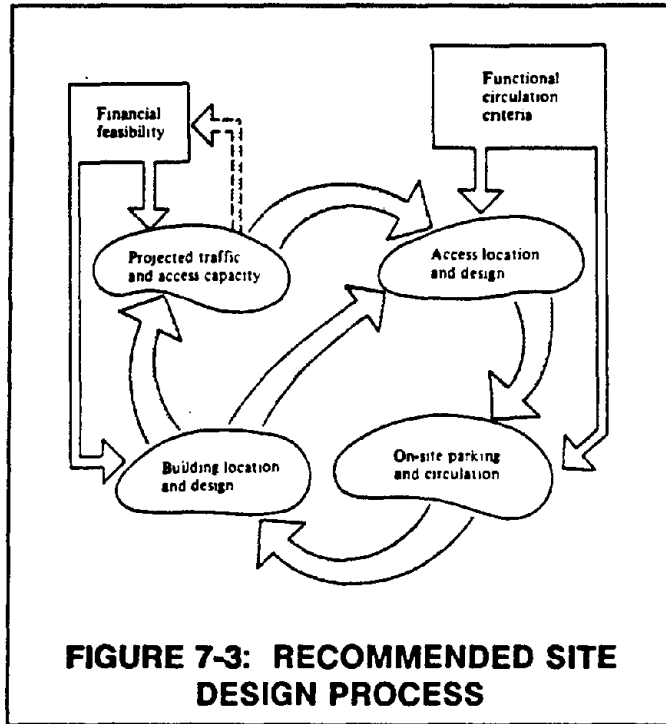 Financial
feasibility
Functional
circulation
criteria
Projected traffic
and access capacity
Access location
and design
Building location
and design
On-site parking
and circulation
FIGURE 7-3: RECOMMENDED SITE
DESIGN PROCESS